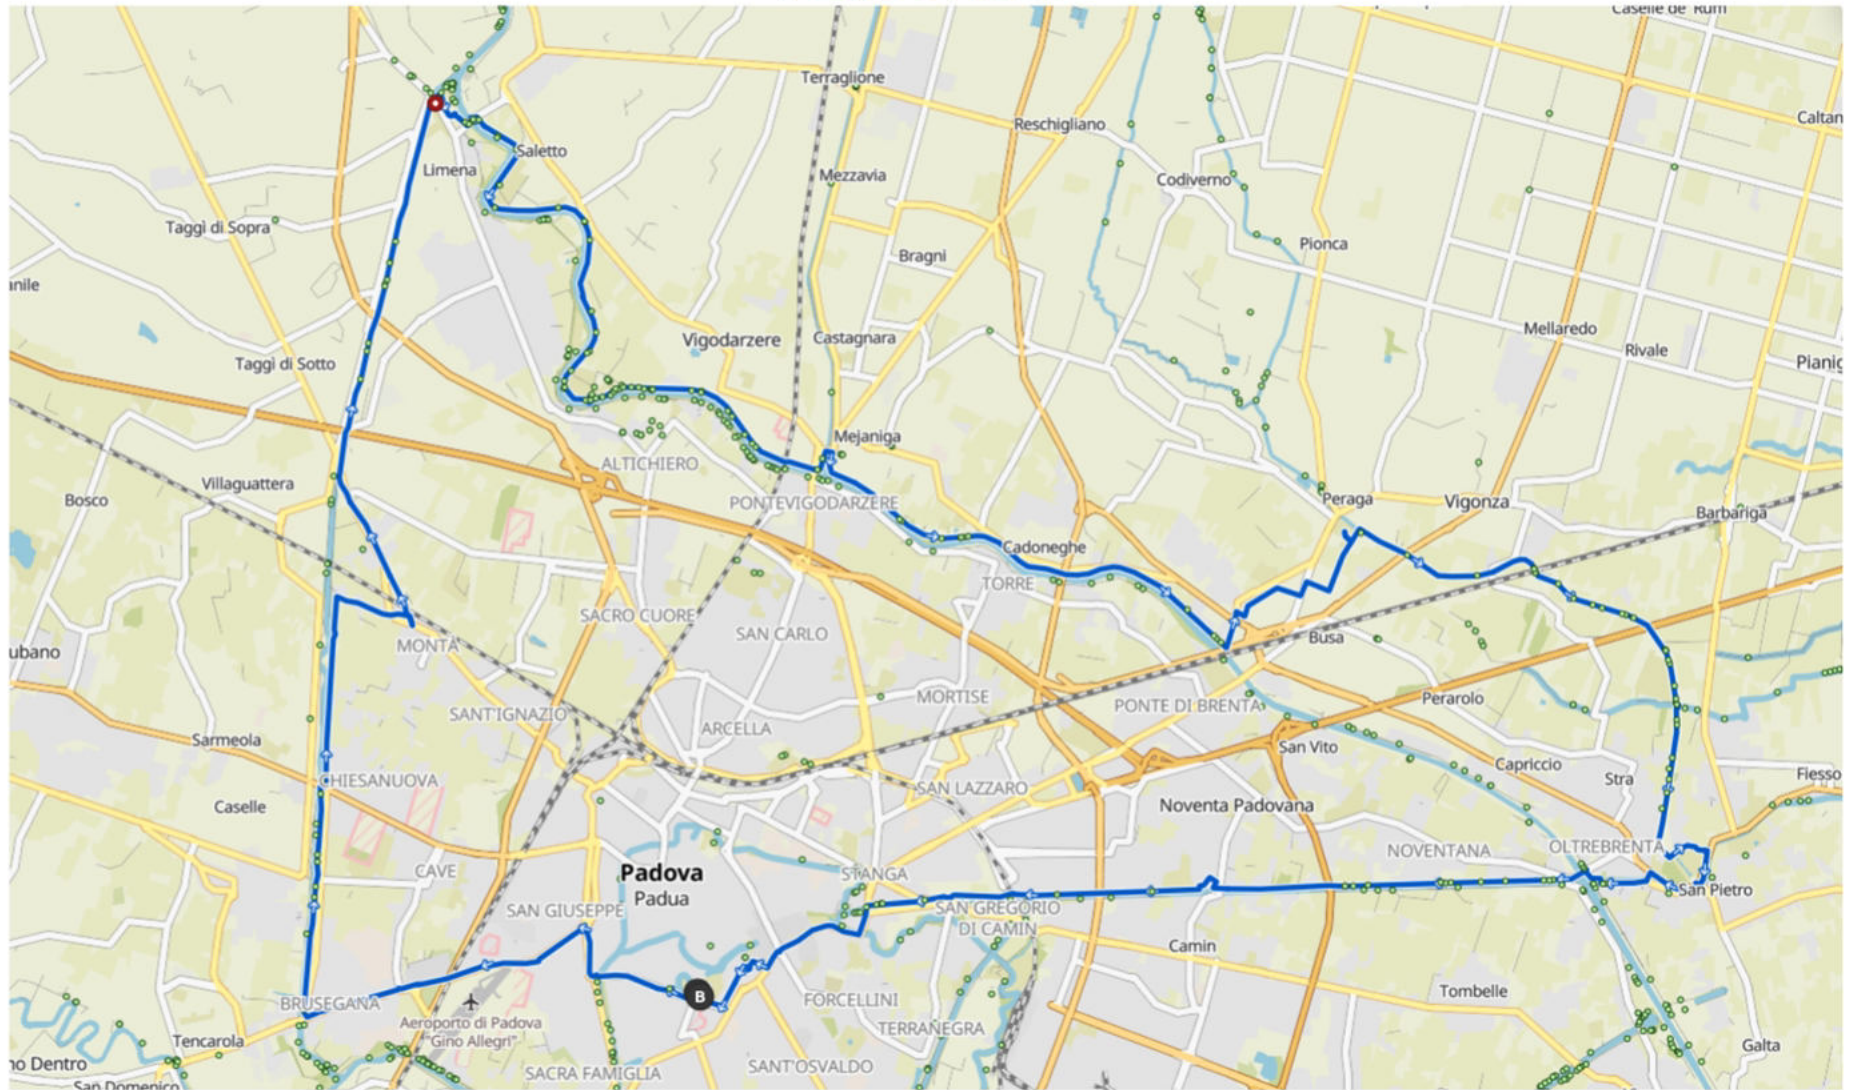 Caselle de' Ruffi
Terraglione
Reschigliano
Caltan
Saletto
Limena
Mezzavia
Codiverno
Taggì di Sopra
Pionca
Bragni
nile
Mellaredo
Vigodarzere
Castagnara
Rivale
Taggì di Sotto
Pianig
Mejaniga
ALTICHIERO
Villaguattera
Bosco
PONTEVIGODARZERE
Peraga
Vigonza
Barbariga
Cadoneghe
TORRE
SACRO CUORE
SAN CARLO
Busa
MONTÀ
ubano
MORTISE
PONTE DI BRENTA
Perarolo
SANT'IGNAZIO
ARCELLA
Sarmeola
San Vito
Capriccio
CHIESANUOVA
SAN LAZZARO
Stra
Fiesso
Caselle
Noventa Padovana
NOVENTANA
OLTREBRENTA
CAVE
Padova
STANGA
Padua
San Pietro
SAN GIUSEPPE
SAN GREGORIO
DI CAMIN
Camin
B
BRUSEGANA
FORCELLINI
Tombelle
Aeroporto di Padova
"Gino Allegri"
TERRANEGRA
Tencarola
Galta
no Dentro
SANT'OSVALDO
SACRA FAMIGLIA
San Domenico